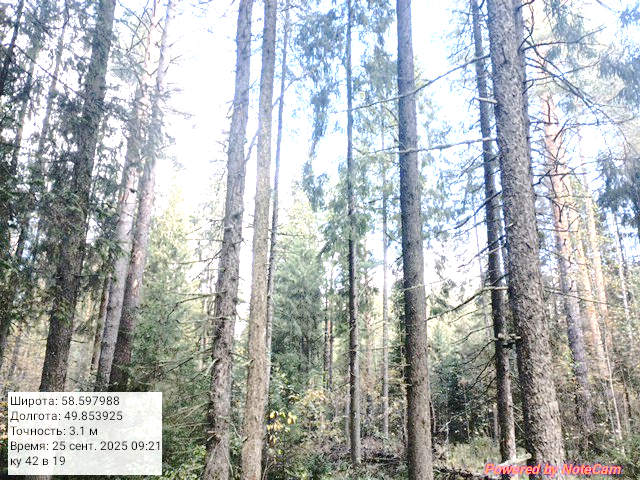 Широта: 58.597988
Долгота: 49.853925
Точность: 3.1 м
Время: 25 сент. 2025 09:21
ку 42 в 19
Powered by NoteCam